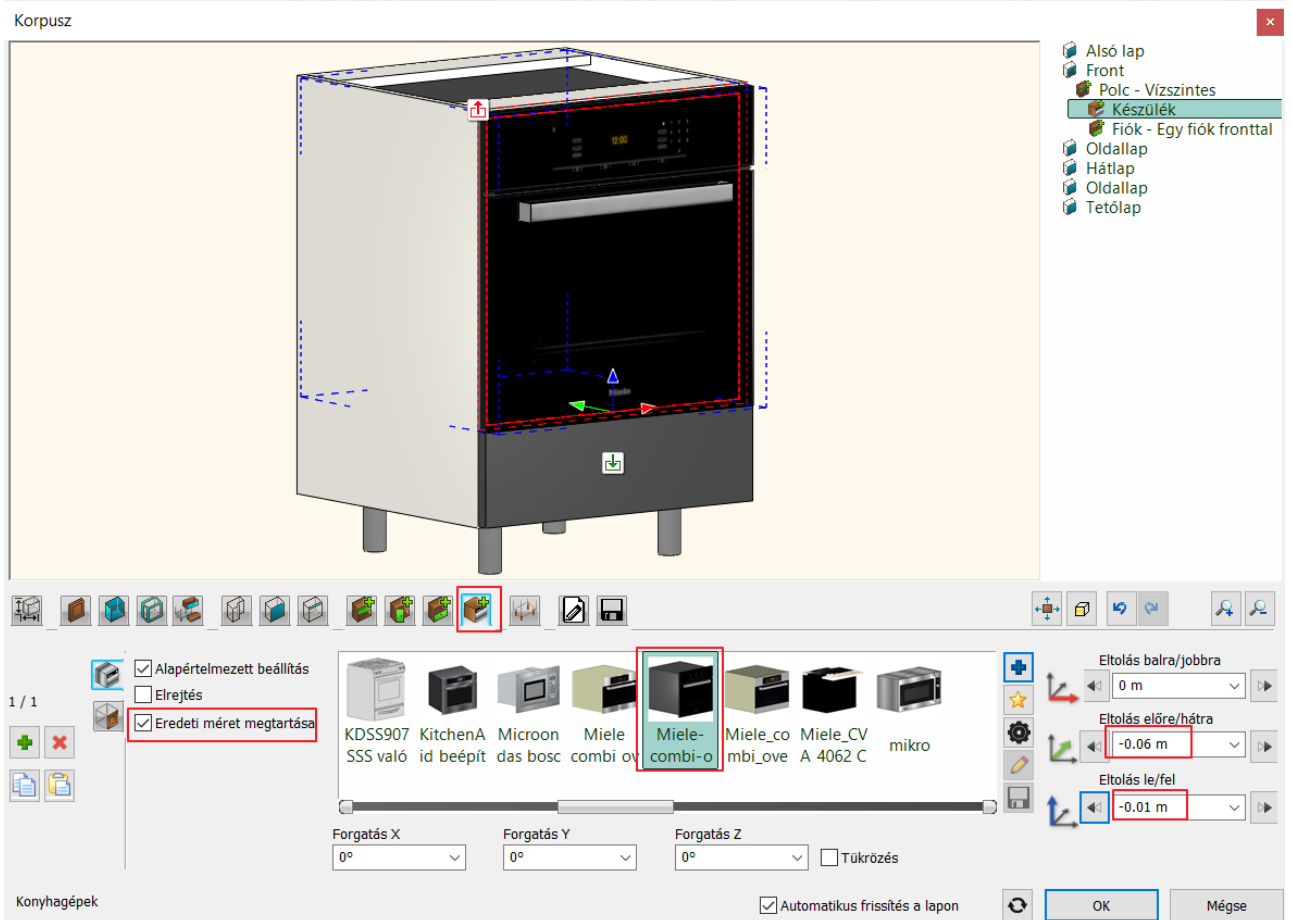 Korpusz
Alsó lap
Front
Polc - Vízszintes
Készülék
Fiók - Egy fiók fronttal
Oldallap
Hátlap
Oldallap
Tetőlap
12:00
Miele
1 / 1
Alapértelmezett beállítás
Elrejtés
Eredeti méret megtartása
KDSS907
SSS való
KitchenA
id beépít
Microon
das bosc
Miele
combi ov
Miele-
combi-o
Miele_co
mbi_ove
Miele_CV
A 4062 C
mikro
Eltolás balra/jobbra
0 m
Eltolás előre/hátra
-0.06 m
Eltolás le/fel
-0.01 m
Forgatás X
0°
Forgatás Y
0°
Forgatás Z
0°
Tükrözés
Konyhagépek
Automatikus frissítés a lapon
OK
Mégse